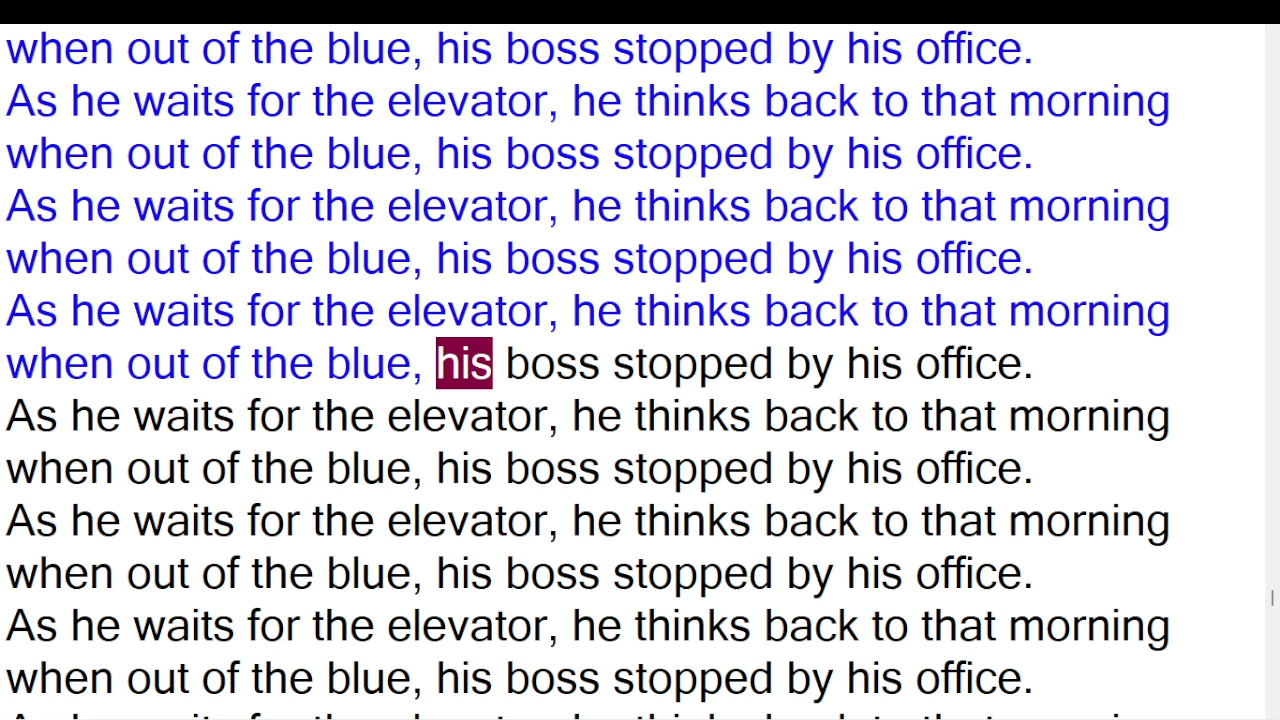 when out of the blue, his boss stopped by his office.
As he waits for the elevator, he thinks back to that morning
when out of the blue, his boss stopped by his office.
As he waits for the elevator, he thinks back to that morning
when out of the blue, his boss stopped by his office.
As he waits for the elevator, he thinks back to that morning
when out of the blue, his boss stopped by his office.
As he waits for the elevator, he thinks back to that morning
when out of the blue, his boss stopped by his office.
As he waits for the elevator, he thinks back to that morning
when out of the blue, his boss stopped by his office.
As he waits for the elevator, he thinks back to that morning
when out of the blue, his boss stopped by his office.